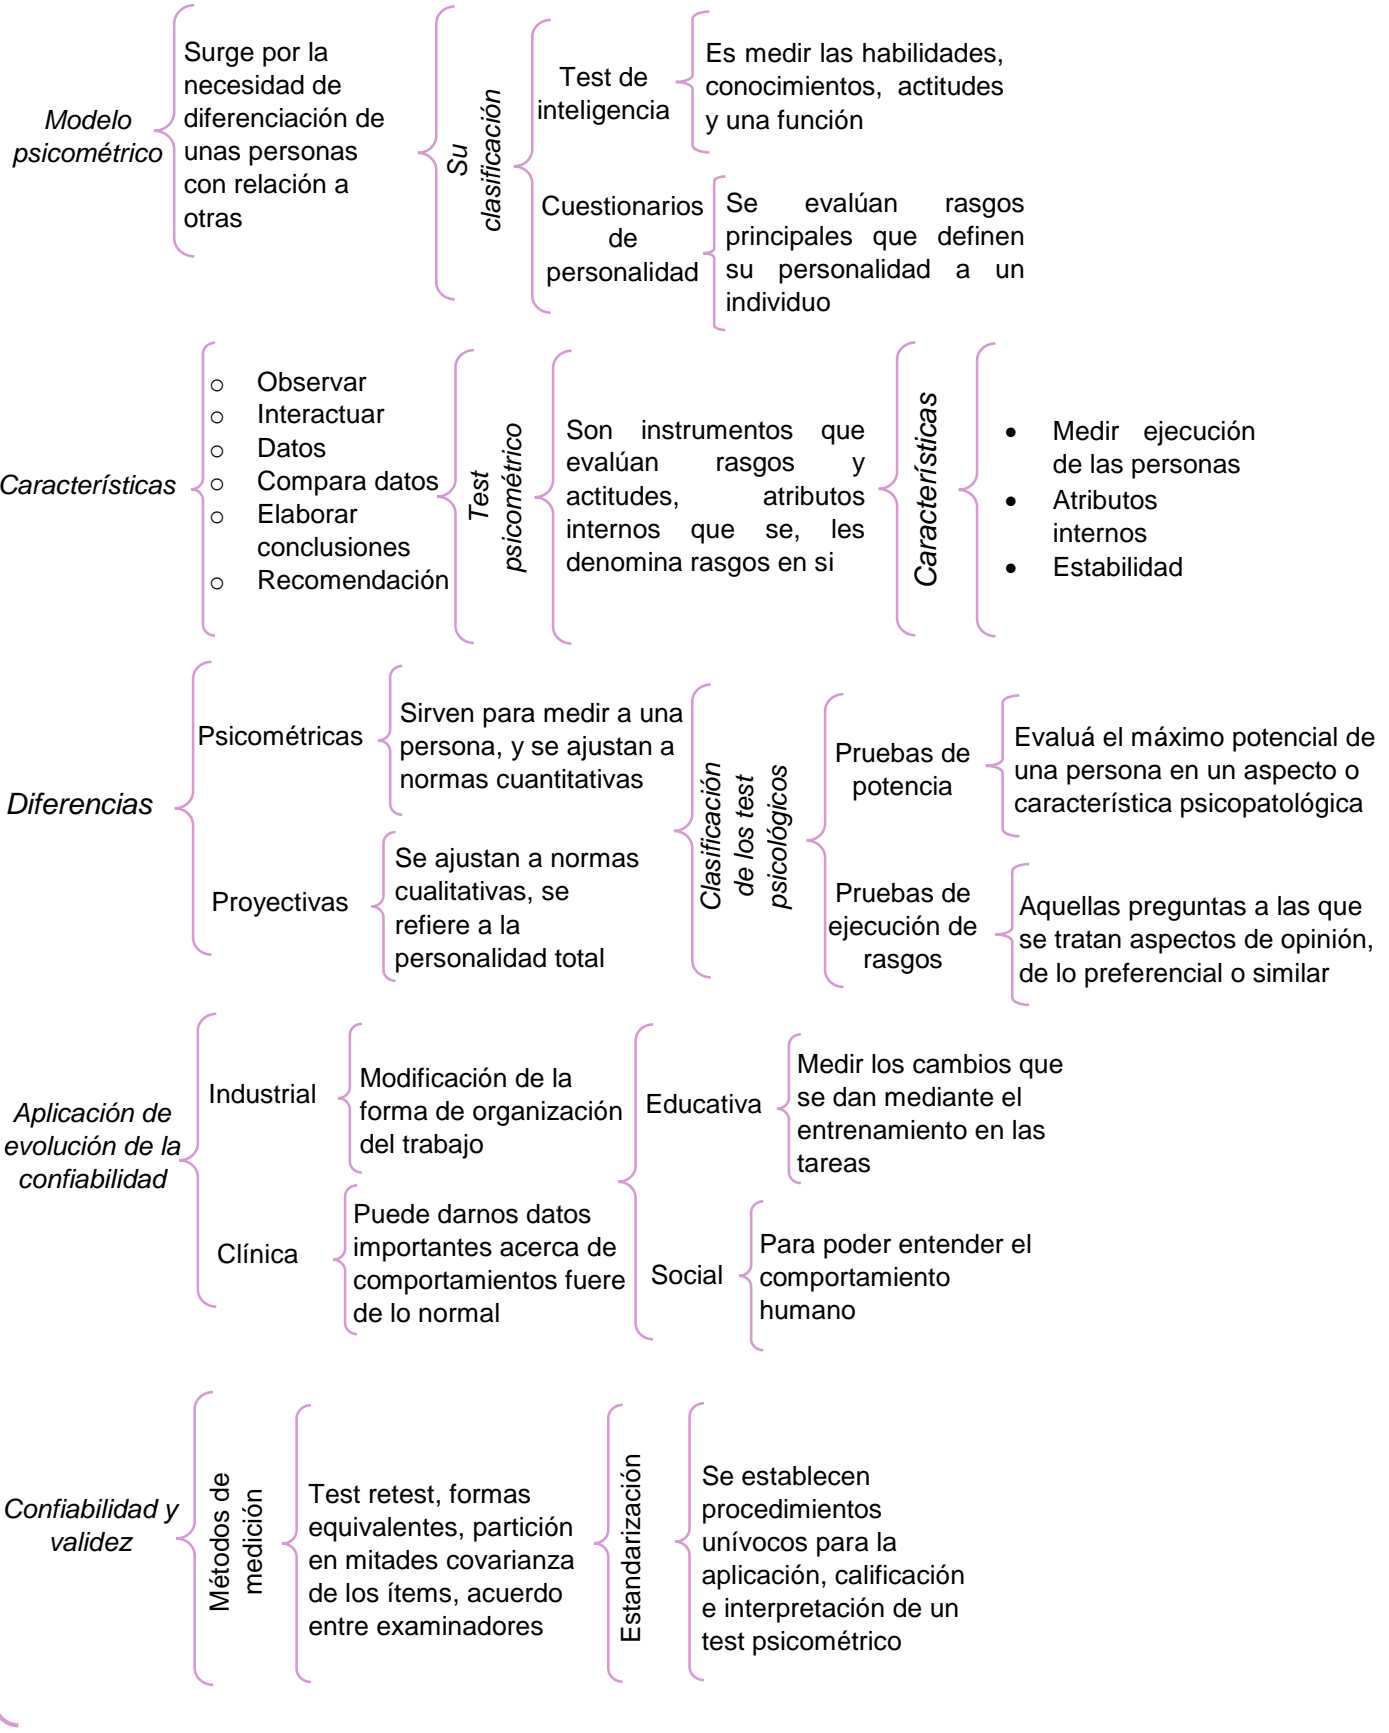 Modelo
psicométrico
Surge por la
necesidad de
diferenciación de
unas personas
con relación a
otras
Su
clasificación
Test de
inteligencia
Es medir las habilidades,
conocimientos, actitudes
y una función
Cuestionarios
de
personalidad
Se evalúan rasgos
principales que definen
su personalidad a un
individuo
Características
o Observar
o Interactuar
o Datos
o Compara datos
o Elaborar
conclusiones
o Recomendación
Test
psicométrico
Son instrumentos que
evalúan rasgos y
actitudes, atributos
internos que se, les
denomina rasgos en si
Características
• Medir ejecución
de las personas
• Atributos
internos
• Estabilidad
Diferencias
Psicométricas
Sirven para medir a una
persona, y se ajustan a
normas cuantitativas
Proyectivas
Se ajustan a normas
cualitativas, se
refiere a la
personalidad total
Clasificación
de los test
psicológicos
Pruebas de
potencia
Evaluá el máximo potencial de
una persona en un aspecto o
característica psicopatológica
Pruebas de
ejecución de
rasgos
Aquellas preguntas a las que
se tratan aspectos de opinión,
de lo preferencial o similar
Aplicación de
evolución de la
confiabilidad
Industrial
Modificación de la
forma de organización
del trabajo
Clínica
Puede darnos datos
importantes acerca de
comportamientos fuere
de lo normal
Educativa
Medir los cambios que
se dan mediante el
entrenamiento en las
tareas
Social
Para poder entender el
comportamiento
humano
Confiabilidad y
validez
Métodos de
medición
Test retest, formas
equivalentes, partición
en mitades covarianza
de los ítems, acuerdo
entre examinadores
Estandarización
Se establecen
procedimientos
unívocos para la
aplicación, calificación
e interpretación de un
test psicométrico